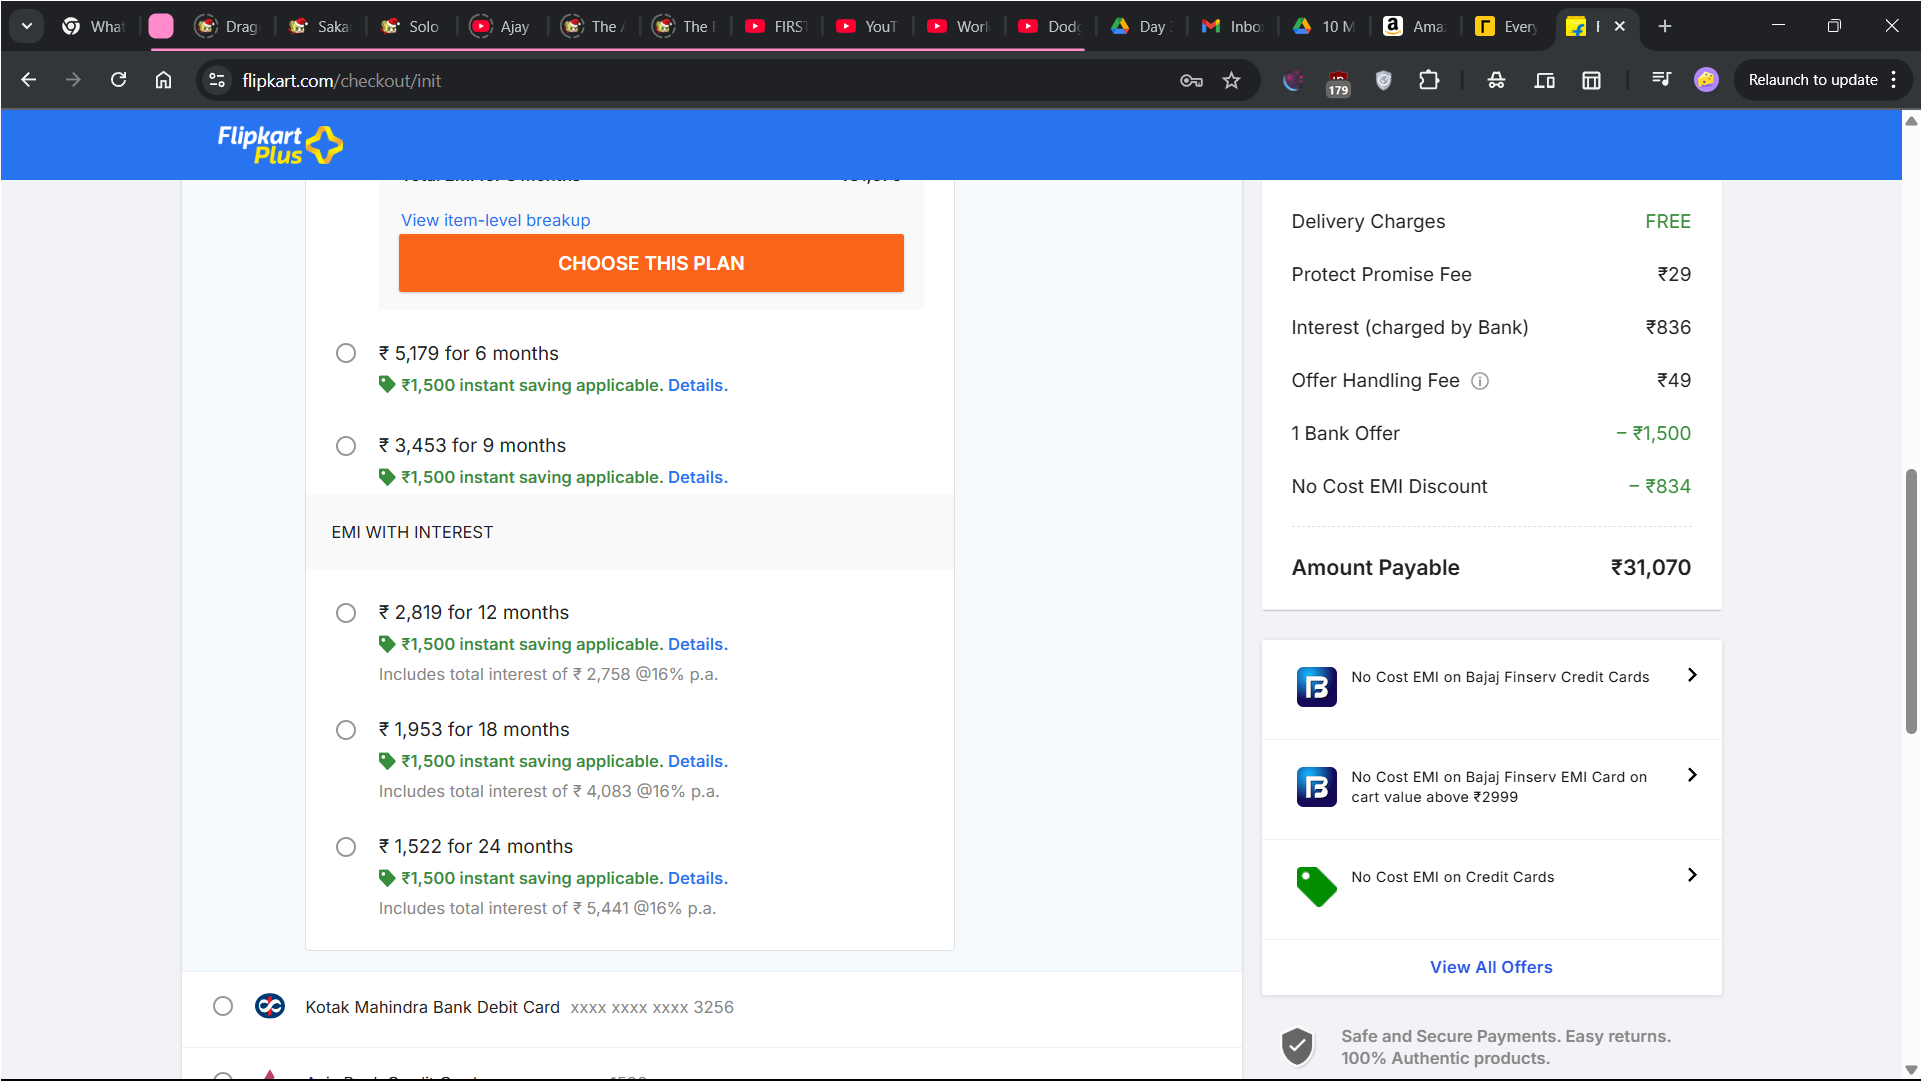 What
Drag
Saka
Solo
Ajay
The A
The F
FIRST
YouT
Worl
Dodg
Day
Inbo
10 M
Ama
Every
flipkart.com/checkout/init
179
Relaunch to update
Flipkart
Plus
View item-level breakup
CHOOSE THIS PLAN
₹ 5,179 for 6 months
₹1,500 instant saving applicable. Details.
₹ 3,453 for 9 months
₹1,500 instant saving applicable. Details.
EMI WITH INTEREST
₹ 2,819 for 12 months
₹1,500 instant saving applicable. Details.
Includes total interest of ₹ 2,758 @16% p.a.
₹ 1,953 for 18 months
₹1,500 instant saving applicable. Details.
Includes total interest of ₹ 4,083 @16% p.a.
₹ 1,522 for 24 months
₹1,500 instant saving applicable. Details.
Includes total interest of ₹ 5,441 @16% p.a.
Kotak Mahindra Bank Debit Card xxxx xxxx xxxx 3256
Delivery Charges FREE
Protect Promise Fee ₹29
Interest (charged by Bank) ₹836
Offer Handling Fee ₹49
1 Bank Offer − ₹1,500
No Cost EMI Discount − ₹834
Amount Payable ₹31,070
No Cost EMI on Bajaj Finserv Credit Cards
No Cost EMI on Bajaj Finserv EMI Card on
cart value above ₹2999
No Cost EMI on Credit Cards
View All Offers
Safe and Secure Payments. Easy returns.
100% Authentic products.